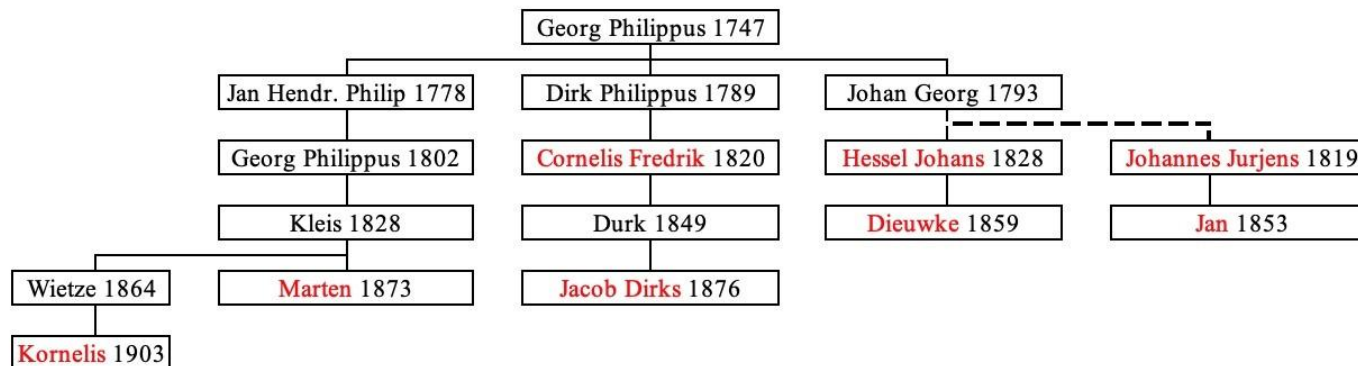 Georg Philippus 1747
Jan Hendr. Philip 1778
Dirk Philippus 1789
Johan Georg 1793
Georg Philippus 1802
Cornelis Fredrik 1820
Hessel Johans 1828
Johannes Jurjens 1819
Kleis 1828
Durk 1849
Dieuwke 1859
Jan 1853
Wietze 1864
Marten 1873
Jacob Dirks 1876
Kornelis 1903